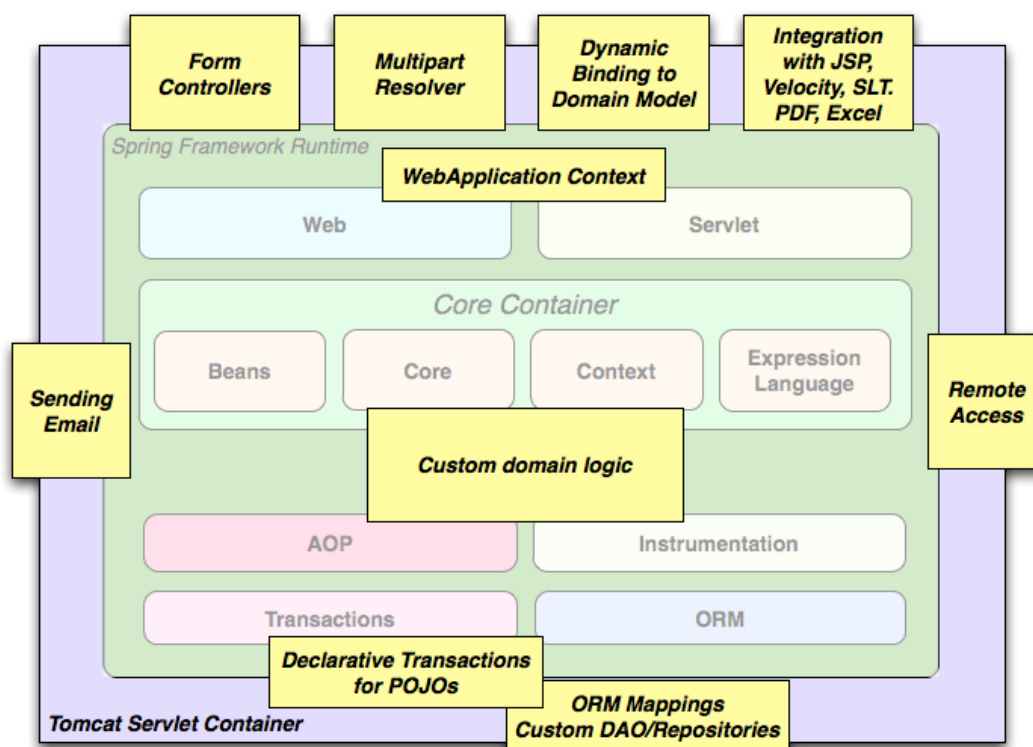 Form
Controllers
Multipart
Resolver
Dynamic
Binding to
Domain Model
Integration
with JSP,
Velocity, SLT.
PDF, Excel
Spring Framework Runtime
WebApplication Context
Web
Servlet
Core Container
Beans
Core
Context
Expression
Language
Sending
Email
Remote
Access
Custom domain logic
AOP
Instrumentation
Transactions
ORM
Declarative Transactions
for POJOs
ORM Mappings
Custom DAO/Repositories
Tomcat Servlet Container